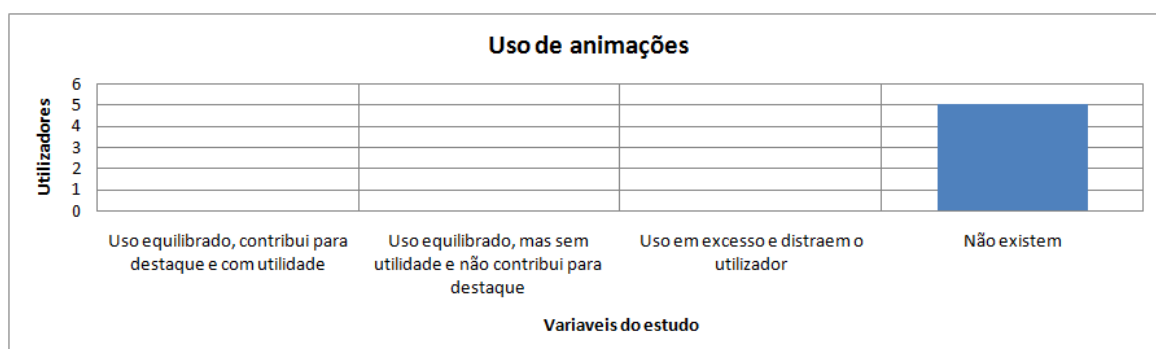 Uso de animações
Utilizadores
6
5
4
3
2
1
0
Uso equilibrado, contribui para
destaque e com utilidade
Uso equilibrado, mas sem
utilidade e não contribui para
destaque
Uso em excesso e distraem o
utilizador
Não existem
Variaveis do estudo